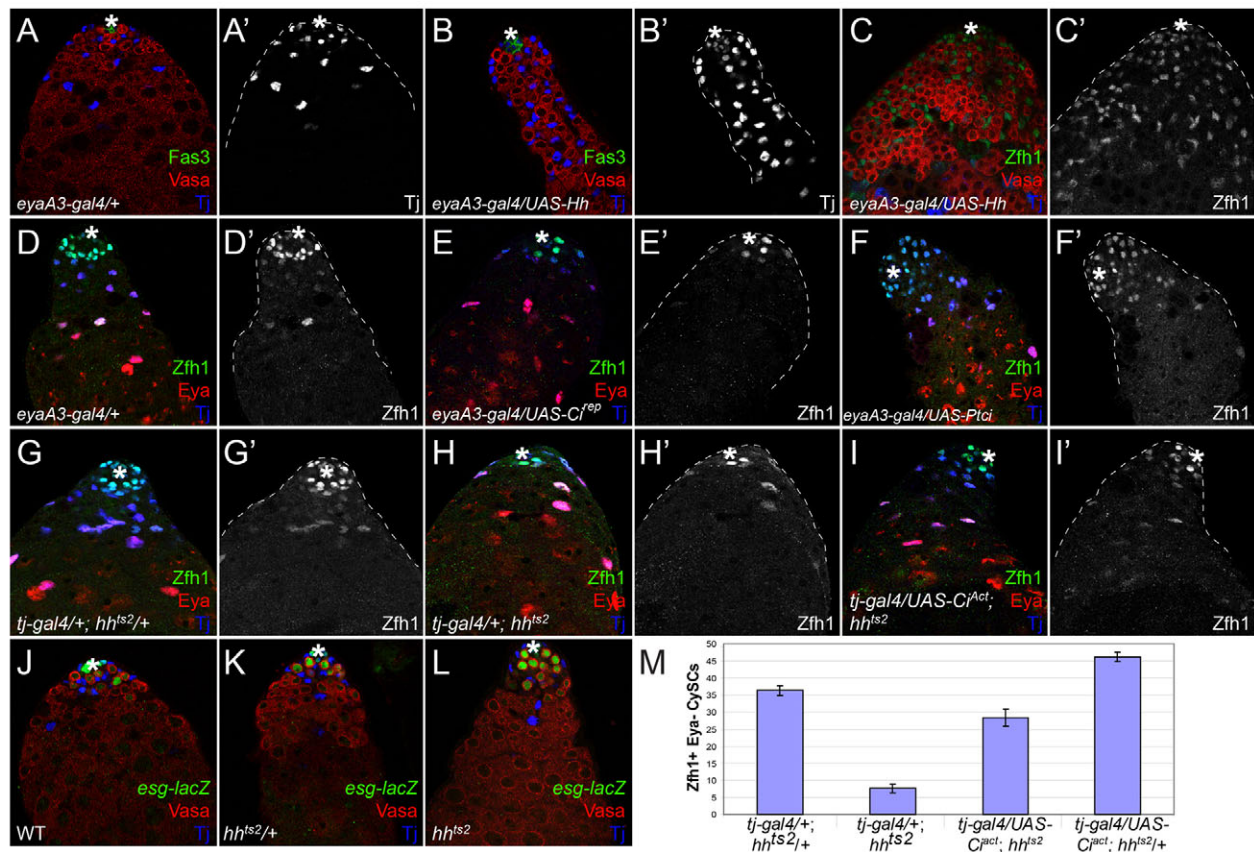 A
*
Fas3
Vasa
eyaA3-gal4/+ Tj
A'
*
Tj
B
*
Fas3
Vasa
eyaA3-gal4/UAS-Hh Tj
B'
*
Tj
C
*
Zfh1
Vasa
eyaA3-gal4/UAS-Hh Tj
C'
*
Zfh1
D
*
Zfh1
Eya
eyaA3-gal4/+ Tj
D'
*
Zfh1
E
*
Zfh1
Eya
eyaA3-gal4/UAS-Ci^rep Tj
E'
*
Zfh1
F
*
Zfh1
Eya
eyaA3-gal4/UAS-Ptci Tj
F'
*
Zfh1
G
*
Zfh1
Eya
tj-gal4/+; hh^ts2/+ Tj
G'
*
Zfh1
H
*
Zfh1
Eya
tj-gal4/+; hh^ts2 Tj
H'
*
Zfh1
I
*
Zfh1
tj-gal4/UAS-Ci^Act; Eya
hh^ts2 Tj
I'
*
Zfh1
J
*
esg-lacZ
Vasa
WT Tj
K
*
esg-lacZ
Vasa
hh^ts2/+ Tj
L
*
esg-lacZ
Vasa
hh^ts2 Tj
M
Zfh1+ Eya- CySCs
50
45
40
35
30
25
20
15
10
5
0
tj-gal4/+;
hh^ts2/+
tj-gal4/+;
hh^ts2
tj-gal4/UAS-
Ci^act; hh^ts2
tj-gal4/UAS-
Ci^act; hh^ts2/+